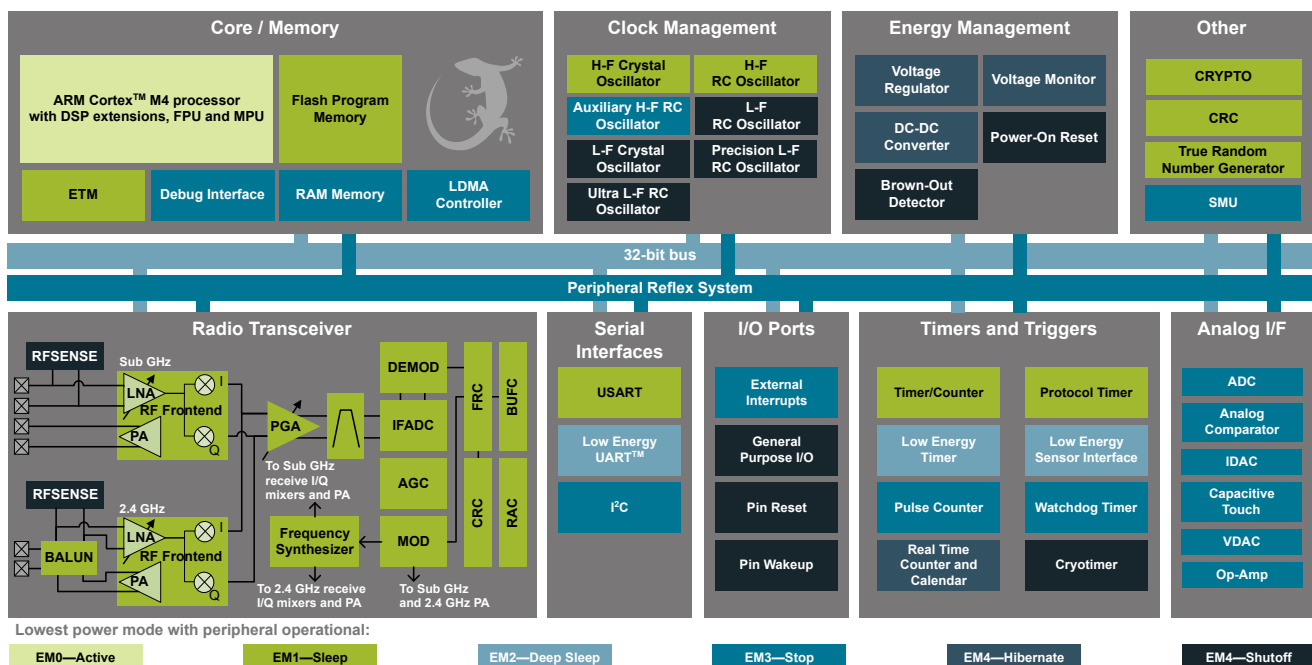 Core / Memory
ARM Cortex™ M4 processor
with DSP extensions, FPU and MPU
Flash Program
Memory
ETM
Debug Interface
RAM Memory
LDMA
Controller
Clock Management
H-F Crystal
Oscillator
H-F
RC Oscillator
Auxiliary H-F RC
Oscillator
L-F
RC Oscillator
L-F Crystal
Oscillator
Precision L-F
RC Oscillator
Ultra L-F RC
Oscillator
Energy Management
Voltage
Regulator
Voltage Monitor
DC-DC
Converter
Power-On Reset
Brown-Out
Detector
Other
CRYPTO
CRC
True Random
Number Generator
SMU
32-bit bus
Peripheral Reflex System
Radio Transceiver
RFSENSE
Sub GHz
LNA
RF Frontend
PA
I
Q
PGA
DEMOD
IFADC
AGC
MOD
FRC
BUFC
CRC
RAC
To Sub GHz
receive I/Q
mixers and PA
Frequency
Synthesizer
To 2.4 GHz receive
I/Q mixers and PA
To Sub GHz
and 2.4 GHz PA
RFSENSE
2.4 GHz
LNA
RF Frontend
BALUN
PA
I
Q
Serial
Interfaces
USART
Low Energy
UART™
I²C
I/O Ports
External
Interrupts
General
Purpose I/O
Pin Reset
Pin Wakeup
Timers and Triggers
Timer/Counter
Protocol Timer
Low Energy
Timer
Low Energy
Sensor Interface
Pulse Counter
Watchdog Timer
Real Time
Counter and
Calendar
Cryotimer
Analog I/F
ADC
Analog
Comparator
IDAC
Capacitive
Touch
VDAC
Op-Amp
Lowest power mode with peripheral operational:
EM0—Active
EM1—Sleep
EM2—Deep Sleep
EM3—Stop
EM4—Hibernate
EM4—Shutoff